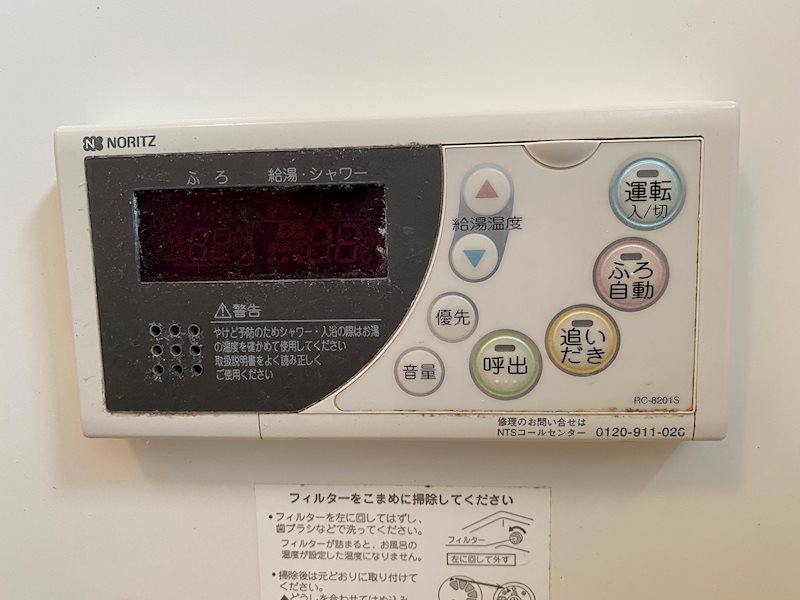 NORITZ
ふろ 給湯・シャワー
給湯温度
運転
入/切
ふろ
自動
優先
追い
だき
呼出
音量
⚠警告
やけど予防のためシャワー・入浴の際はお湯
の温度を確かめて使用してください
取扱説明書をよく読み正しく
ご使用ください
RC-8201S
修理のお問い合せは
NTSコールセンター 0120-911-026
フィルターをこまめに掃除してください
•フィルターを左に回してはずし、
歯ブラシなどで洗ってください。
フィルターが詰まると、お風呂の
温度が設定した温度になりません。
フィルター
左に回して外す
•掃除後は元どおりに取り付けて
ください。